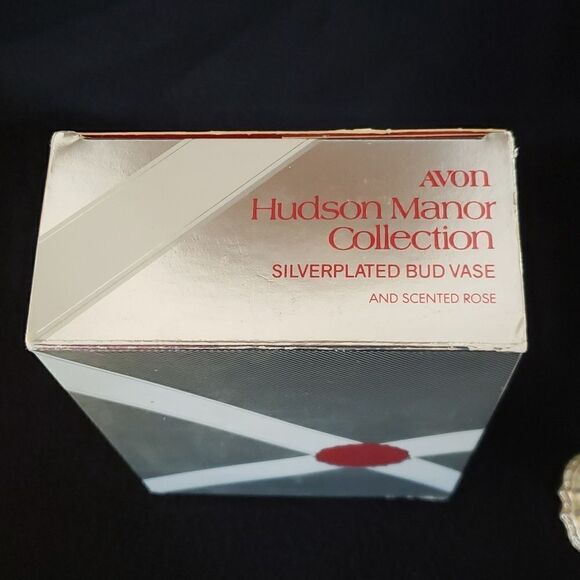 AVON
Hudson Manor
Collection
SILVERPLATED BUD VASE
AND SCENTED ROSE